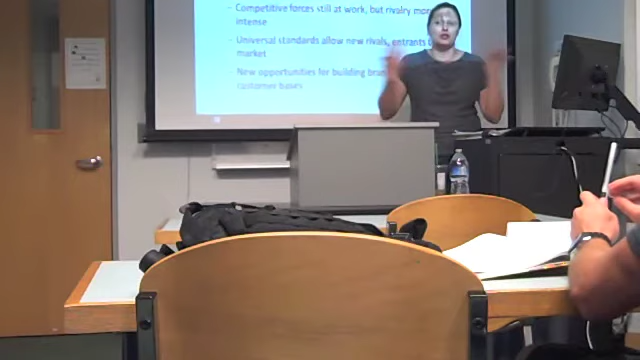 – Competitive forces still at work, but rivalry more
intense
– Universal standards allow new rivals, entrants
market
– New opportunities for building
customer bases